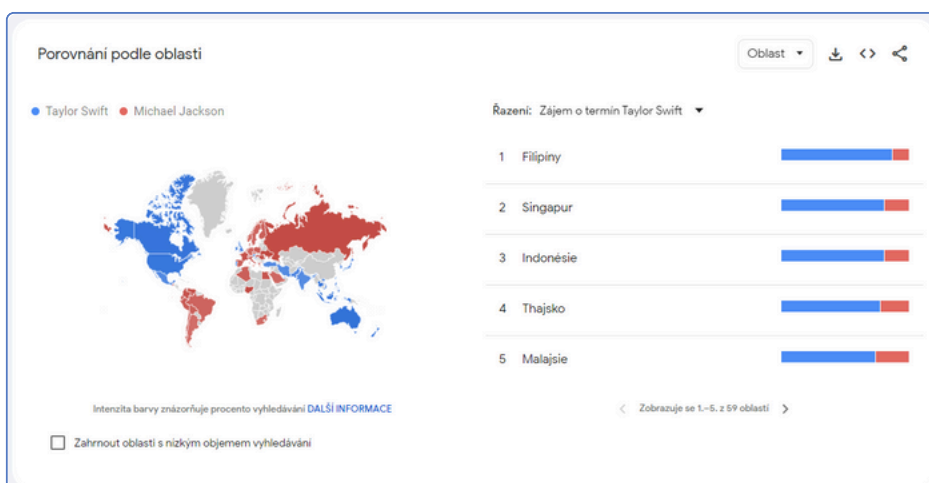 Porovnání podle oblasti
Oblast
Taylor Swift
Michael Jackson
Řazení: Zájem o termín Taylor Swift
1 Filipíny
2 Singapur
3 Indonésie
4 Thajsko
5 Malajsie
Intenzita barvy znázorňuje procento vyhledávání DALŠÍ INFORMACE
Zobrazuje se 1.–5. z 59 oblastí
Zahrnout oblasti s nízkým objemem vyhledávání